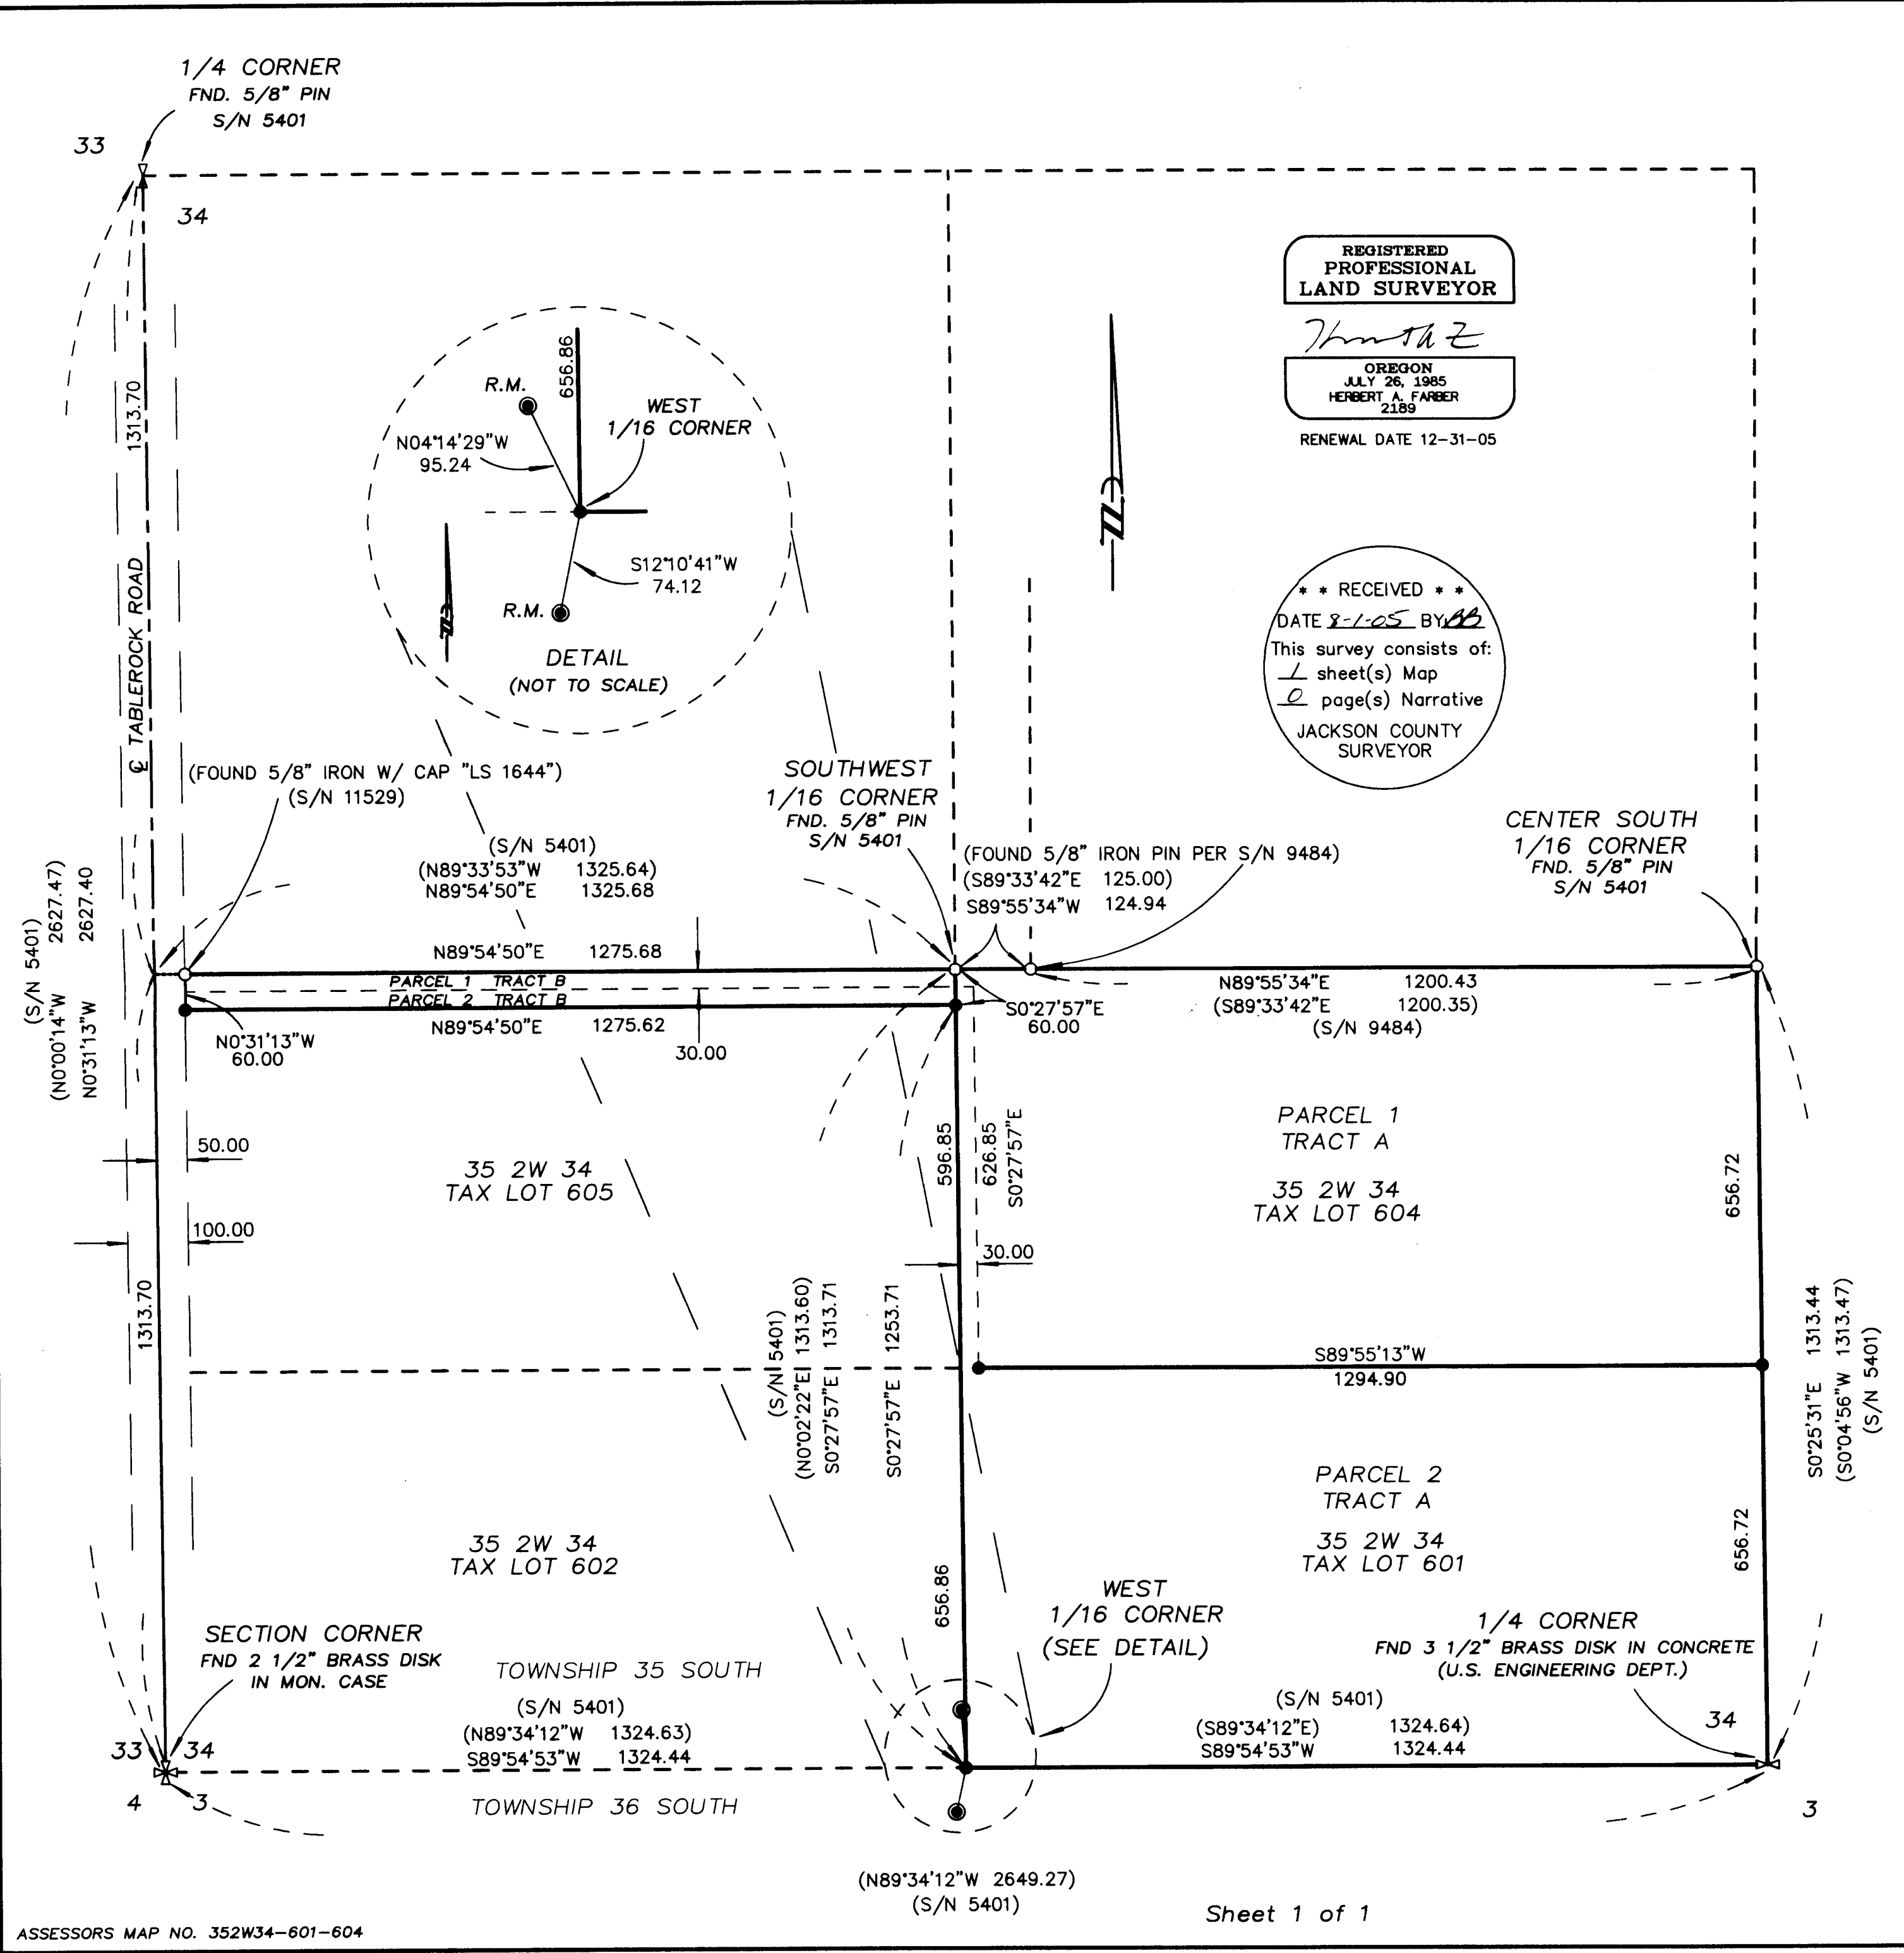 1/4 CORNER
FND. 5/8" PIN
S/N 5401
33
34
REGISTERED
PROFESSIONAL
LAND SURVEYOR
OREGON
JULY 26, 1985
HERBERT A. FARBER
2189
RENEWAL DATE 12-31-05
1313.70
℄ TABLEROCK ROAD
656.86
R.M.
WEST
1/16 CORNER
N04°14'29"W
95.24
S12°10'41"W
74.12
R.M.
DETAIL
(NOT TO SCALE)
* * RECEIVED * *
DATE 8-1-05 BY BB
This survey consists of:
1 sheet(s) Map
0 page(s) Narrative
JACKSON COUNTY
SURVEYOR
(FOUND 5/8" IRON W/ CAP "LS 1644")
(S/N 11529)
SOUTHWEST
1/16 CORNER
FND. 5/8" PIN
S/N 5401
CENTER SOUTH
1/16 CORNER
FND. 5/8" PIN
S/N 5401
(S/N 5401)
(N89°33'53"W 1325.64)
N89°54'50"E 1325.68
(FOUND 5/8" IRON PIN PER S/N 9484)
(S89°33'42"E 125.00)
S89°55'34"W 124.94
(S/N 5401)
(N0°00'14"W 2627.47)
N0°31'13"W 2627.40
N89°54'50"E 1275.68
PARCEL 1 TRACT B
PARCEL 2 TRACT B
N89°54'50"E 1275.62
N0°31'13"W
60.00
30.00
S0°27'57"E
60.00
N89°55'34"E 1200.43
(S89°33'42"E 1200.35)
(S/N 9484)
50.00
100.00
1313.70
35 2W 34
TAX LOT 605
596.85
626.85
S0°27'57"E
30.00
PARCEL 1
TRACT A
35 2W 34
TAX LOT 604
656.72
(S/N 5401)
(N0°02'22"E 1313.60)
S0°27'57"E 1313.71
S0°27'57"E 1253.71
S89°55'13"W
1294.90
S0°25'31"E 1313.44
(S0°04'56"W 1313.47)
(S/N 5401)
PARCEL 2
TRACT A
35 2W 34
TAX LOT 601
656.72
35 2W 34
TAX LOT 602
656.86
WEST
1/16 CORNER
(SEE DETAIL)
1/4 CORNER
FND 3 1/2" BRASS DISK IN CONCRETE
(U.S. ENGINEERING DEPT.)
SECTION CORNER
FND 2 1/2" BRASS DISK
IN MON. CASE
TOWNSHIP 35 SOUTH
(S/N 5401)
(N89°34'12"W 1324.63)
S89°54'53"W 1324.44
(S/N 5401)
(S89°34'12"E) 1324.64)
S89°54'53"W 1324.44
34
33 34
4 3
TOWNSHIP 36 SOUTH
3
(N89°34'12"W 2649.27)
(S/N 5401)
Sheet 1 of 1
ASSESSORS MAP NO. 352W34-601-604